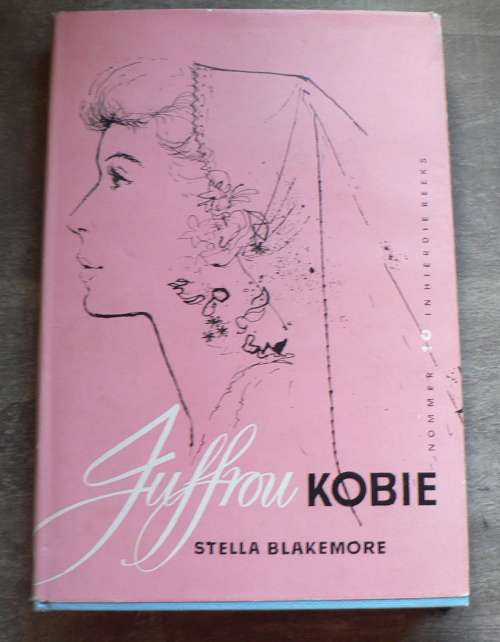 NOMMER 10 IN HIERDIE REEKS
Juffrou KOBIE
STELLA BLAKEMORE